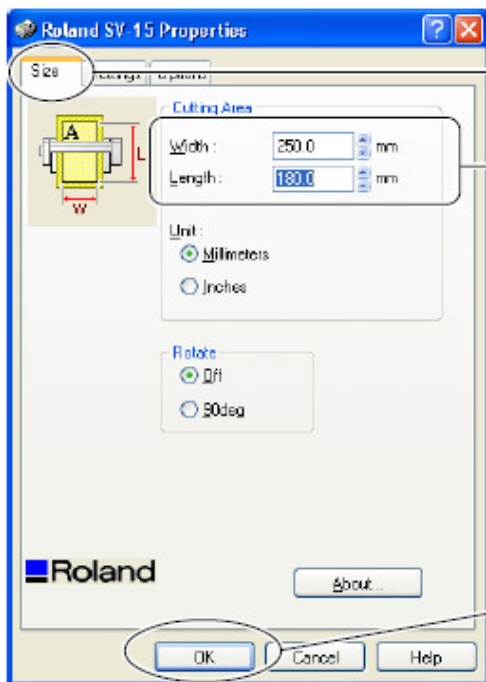 Roland SV-15 Properties
Size Options
Cutting Area
A
L
W
Width : 250.0 mm
Length : 180.0 mm
Unit :
Millimeters
Inches
Rotate
Off
90deg
Roland
About...
OK Cancel Help